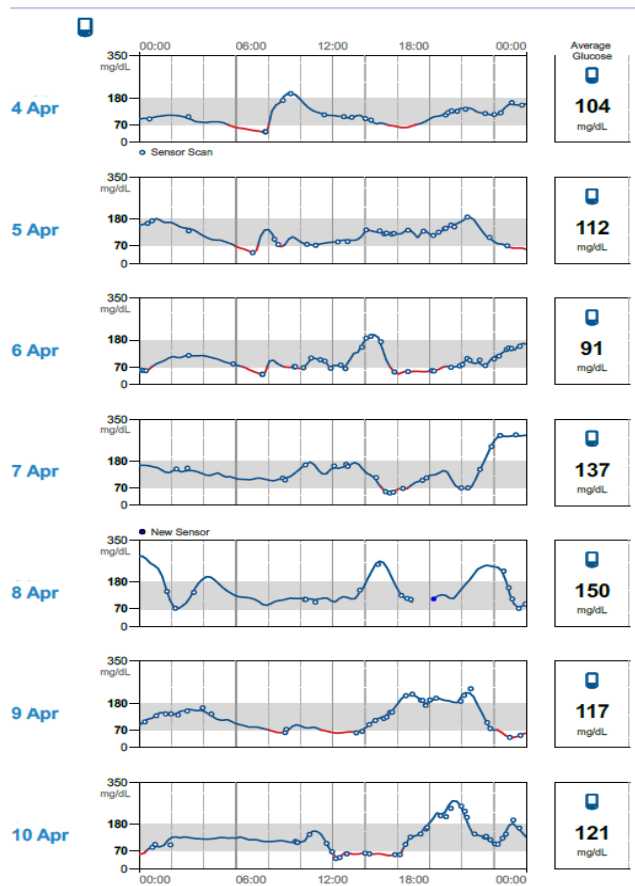 00:00 06:00 12:00 18:00 00:00 Average Glucose
350
mg/dL
4 Apr 180 104
70 mg/dL
0
Sensor Scan
350
mg/dL
5 Apr 180 112
70 mg/dL
0
350
mg/dL
6 Apr 180 91
70 mg/dL
0
350
mg/dL
7 Apr 180 137
70 mg/dL
0
New Sensor
350
mg/dL
8 Apr 180 150
70 mg/dL
0
350
mg/dL
9 Apr 180 117
70 mg/dL
0
350
mg/dL
10 Apr 180 121
70 mg/dL
0
00:00 06:00 12:00 18:00 00:00